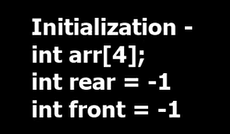 Initialization -
int arr[4];
int rear = -1
int front = -1